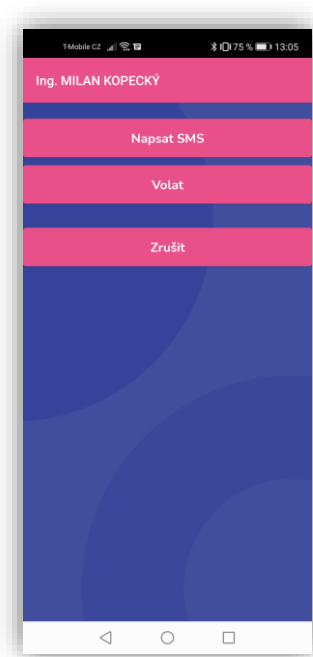 T-Mobile CZ 75 % 13:05
Ing. MILAN KOPECKÝ
Napsat SMS
Volat
Zrušit